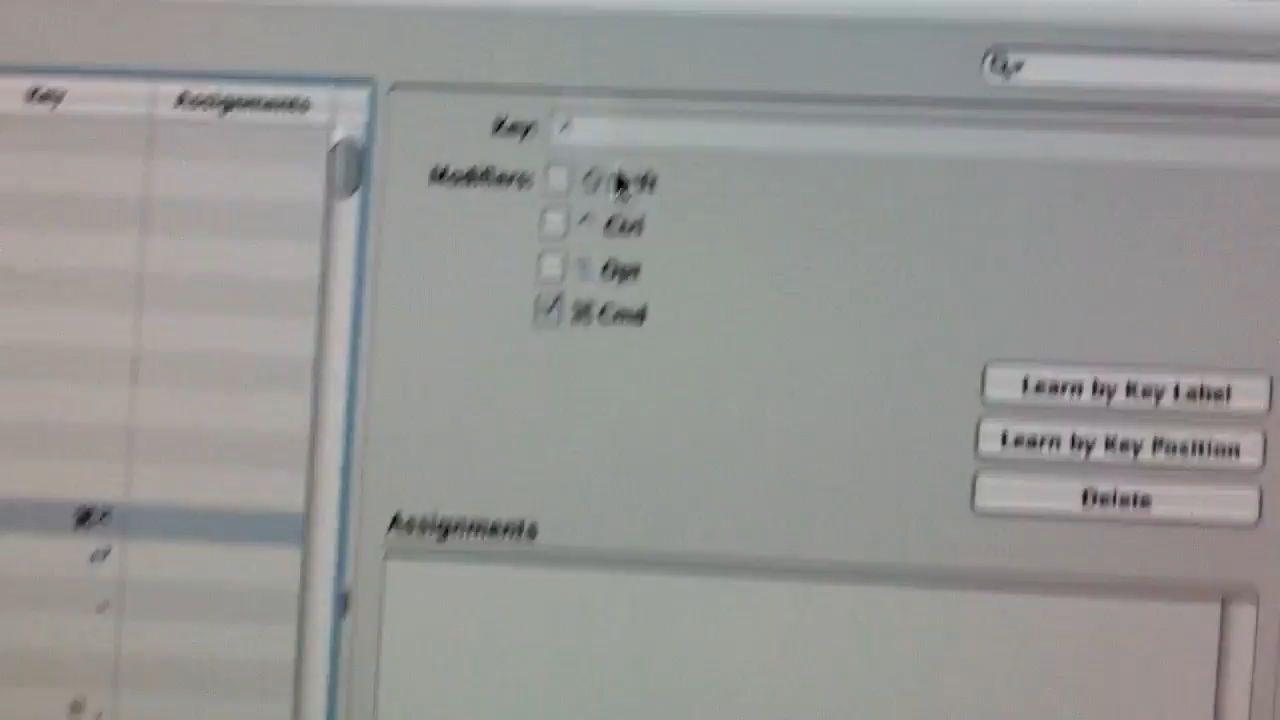 Key
Assignments
Key:
Modifiers:
Ctrl
Opt
⌘ Cmd
Learn by Key Label
Learn by Key Position
Delete
Assignments